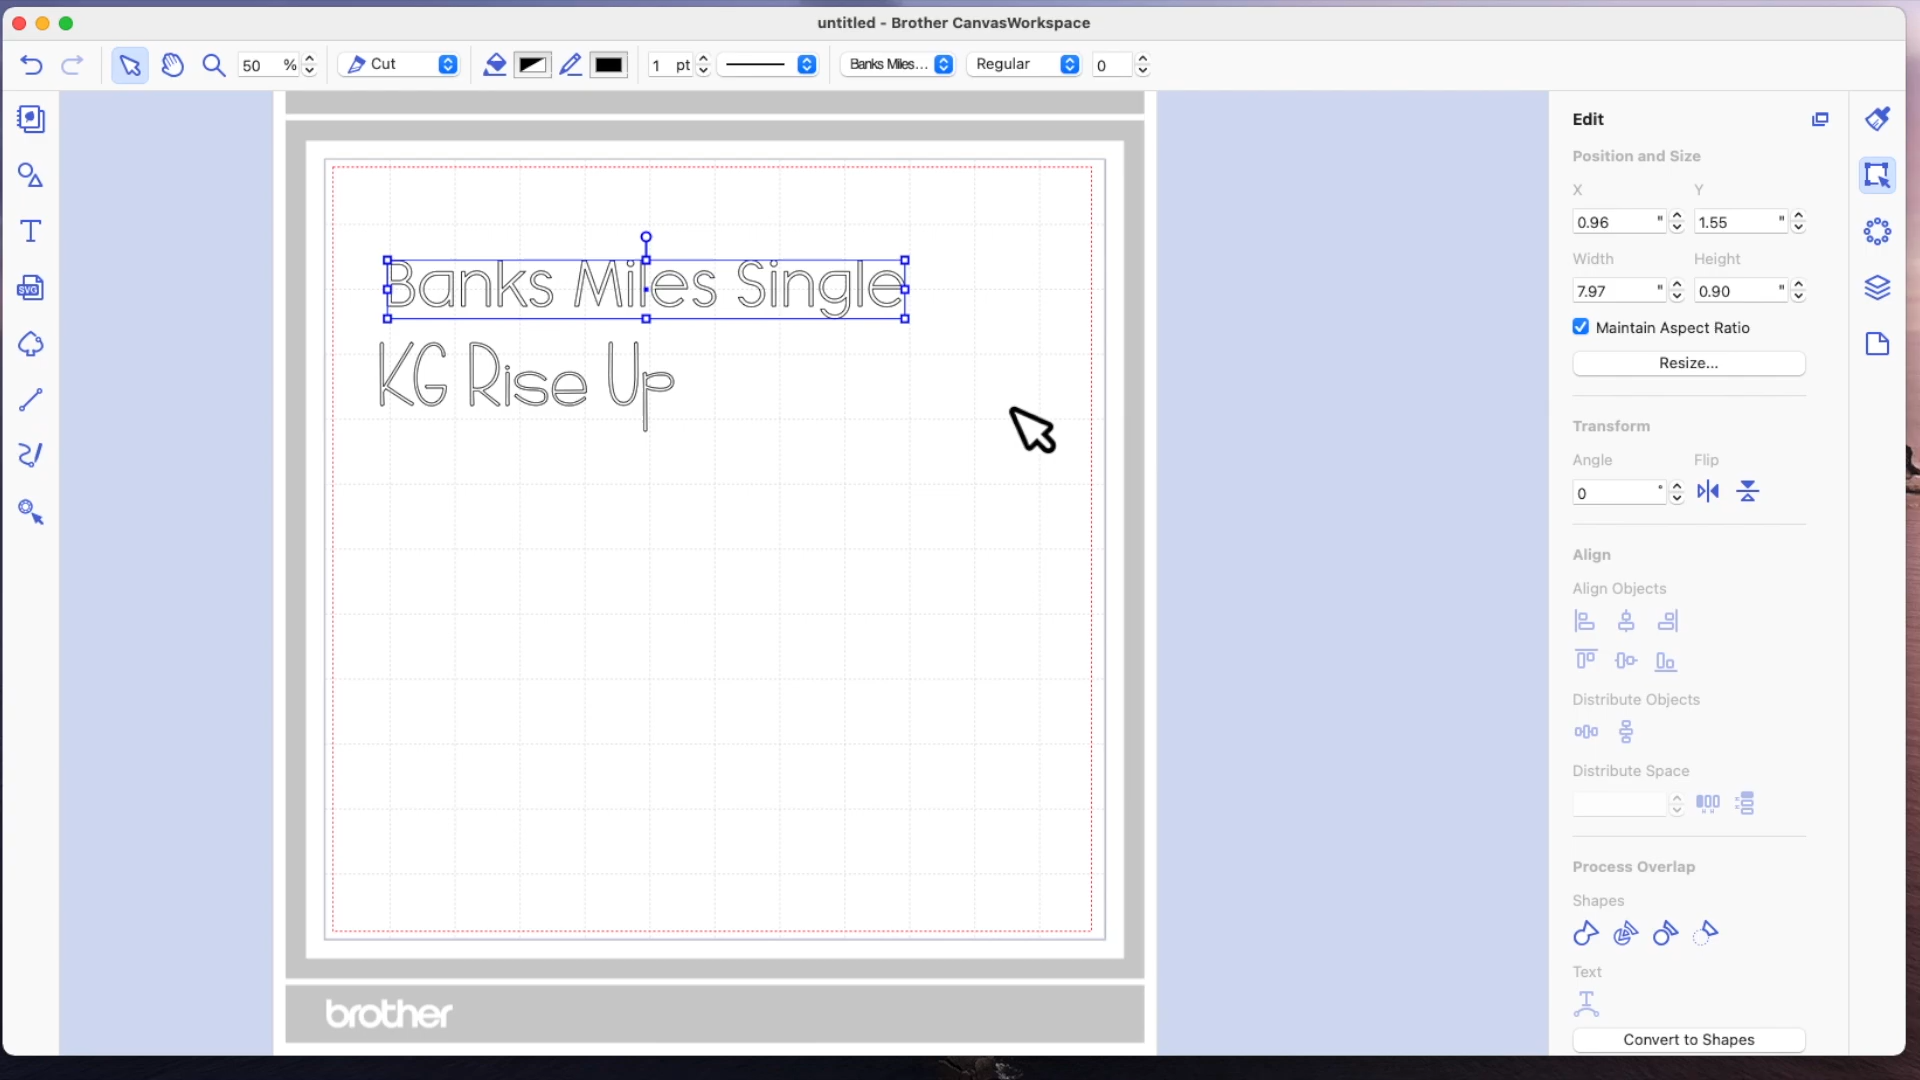 untitled - Brother CanvasWorkspace
50 % Cut 1 pt Banks Miles... Regular 0
Edit
Position and Size
X Y
0.96 " 1.55 "
Width Height
7.97 " 0.90 "
Maintain Aspect Ratio
Resize...
Transform
Angle Flip
0 °
Align
Align Objects
Distribute Objects
Distribute Space
Process Overlap
Shapes
Text
Convert to Shapes
T
SVG
Banks Miles Single
KG Rise Up
brother